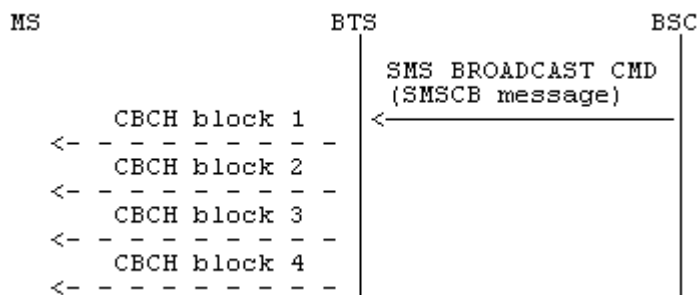 MS BTS BSC
SMS BROADCAST CMD
(SMSCB message)
CBCH block 1
CBCH block 2
CBCH block 3
CBCH block 4